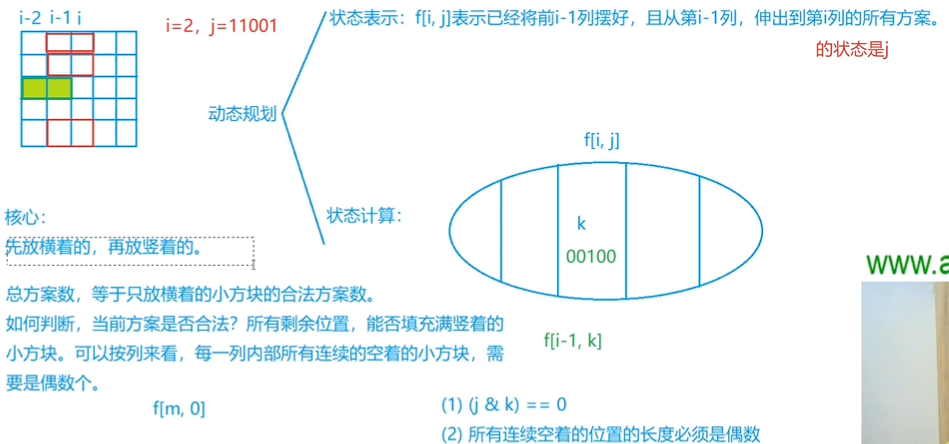 i-2 i-1 i
i=2，j=11001
状态表示：f[i, j]表示已经将前i-1列摆好，且从第i-1列，伸出到第i列的所有方案。
的状态是j
动态规划
f[i, j]
状态计算：
k
00100
f[i-1, k]
核心：
先放横着的，再放竖着的。
总方案数，等于只放横着的小方块的合法方案数。
如何判断，当前方案是否合法？所有剩余位置，能否填充满竖着的
小方块。可以按列来看，每一列内部所有连续的空着的小方块，需
要是偶数个。
f[m, 0]
(1) (j & k) == 0
(2) 所有连续空着的位置的长度必须是偶数
www.a